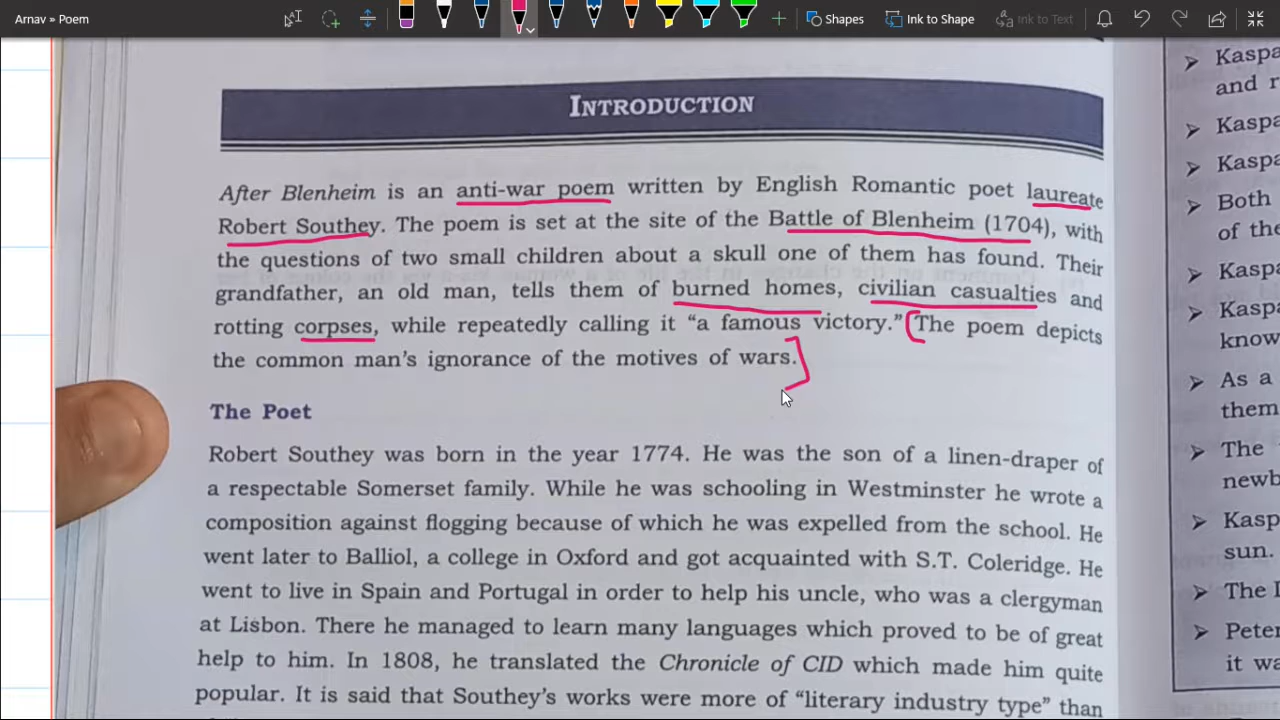 Arnav » Poem
Shapes
Ink to Shape
Ink to Text
INTRODUCTION
After Blenheim is an anti-war poem written by English Romantic poet laureate
Robert Southey. The poem is set at the site of the Battle of Blenheim (1704), with
the questions of two small children about a skull one of them has found. Their
grandfather, an old man, tells them of burned homes, civilian casualties and
rotting corpses, while repeatedly calling it “a famous victory.” The poem depicts
the common man's ignorance of the motives of wars.
The Poet
Robert Southey was born in the year 1774. He was the son of a linen-draper of
a respectable Somerset family. While he was schooling in Westminster he wrote a
composition against flogging because of which he was expelled from the school. He
went later to Balliol, a college in Oxford and got acquainted with S.T. Coleridge. He
went to live in Spain and Portugal in order to help his uncle, who was a clergyman
at Lisbon. There he managed to learn many languages which proved to be of great
help to him. In 1808, he translated the Chronicle of CID which made him quite
popular. It is said that Southey's works were more of “literary industry type” than
Kaspa
and r
Kaspa
Kaspa
Both
of the
Kaspa
Kaspa
know
As a
them
The
newb
Kasp
sun.
The
Peter
it wa